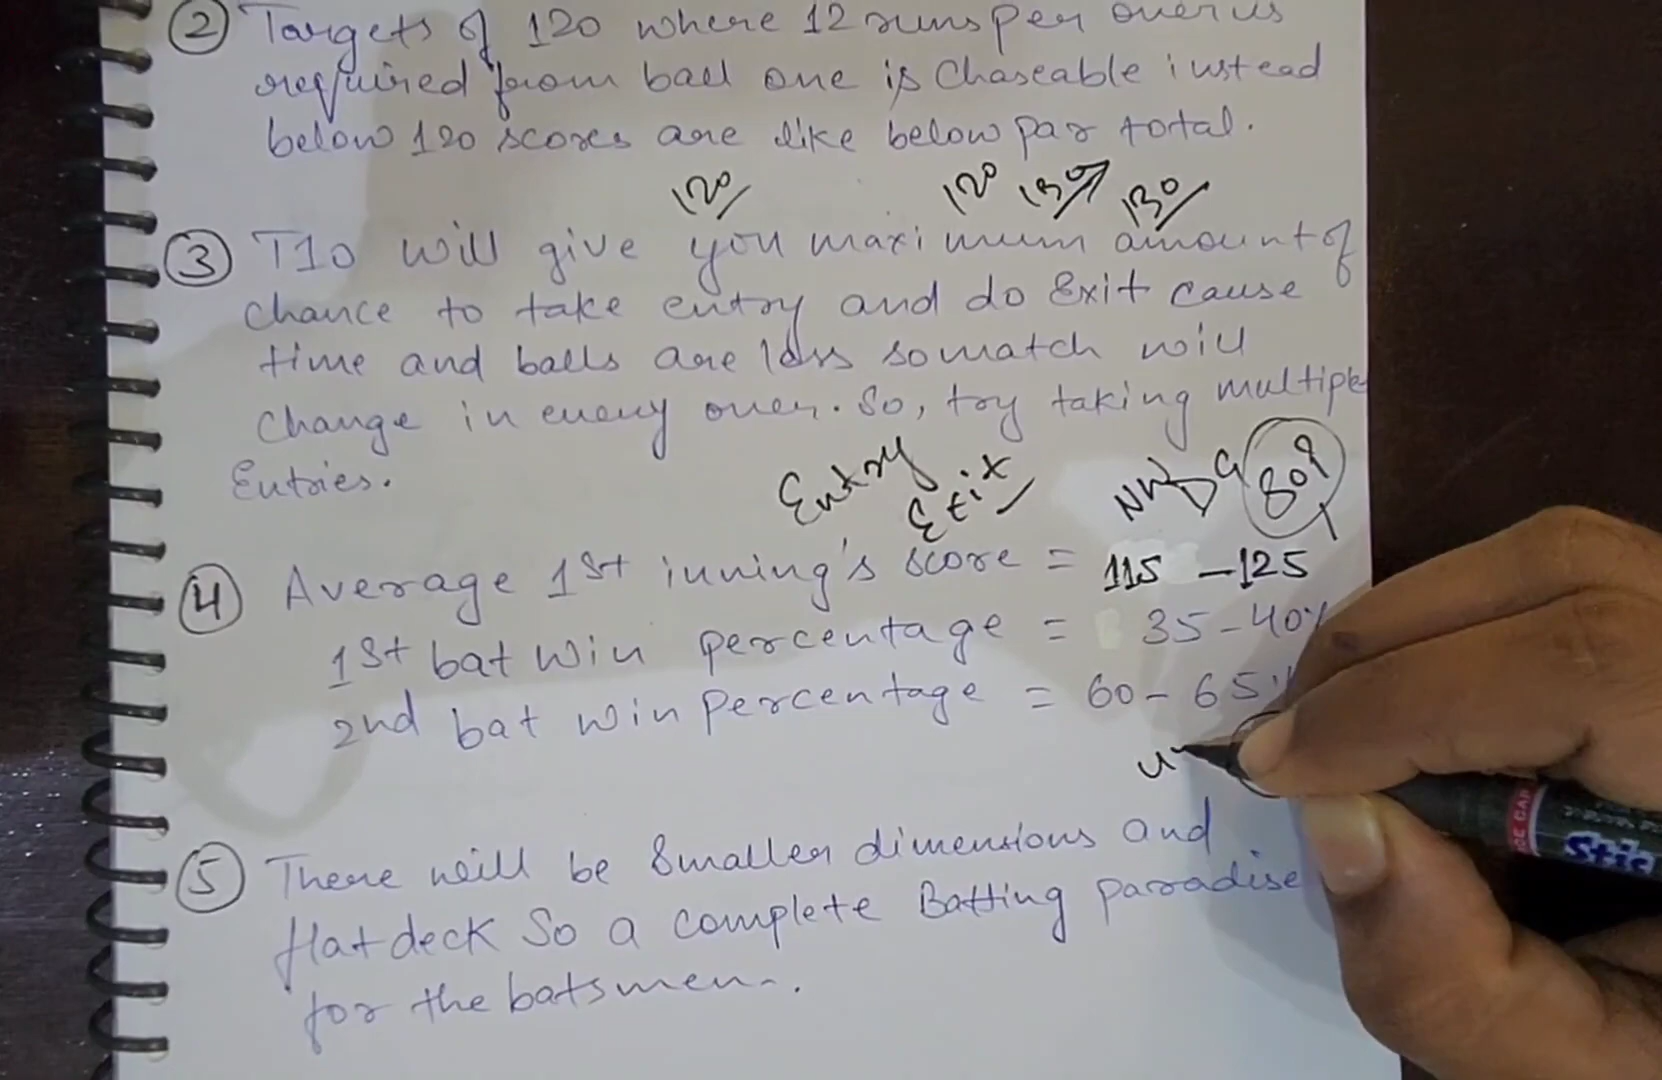 ② Targets of 120 where 12 runs per over is
required from ball one is Chaseable instead
below 120 scores are like below par total.
120 120 130 130
③ T10 will give you maximum amount of
chance to take entry and do Exit cause
time and balls are less so match will
change in every over. So, try taking multiple
Entries.
Entry
Exit
80%
④ Average 1st inning's score = 115 - 125
1st bat win percentage = 35-40%
2nd bat win percentage = 60-65%
⑤ There will be Smaller dimensions and
flat deck So a complete Batting paradise
for the batsmen.
Stic